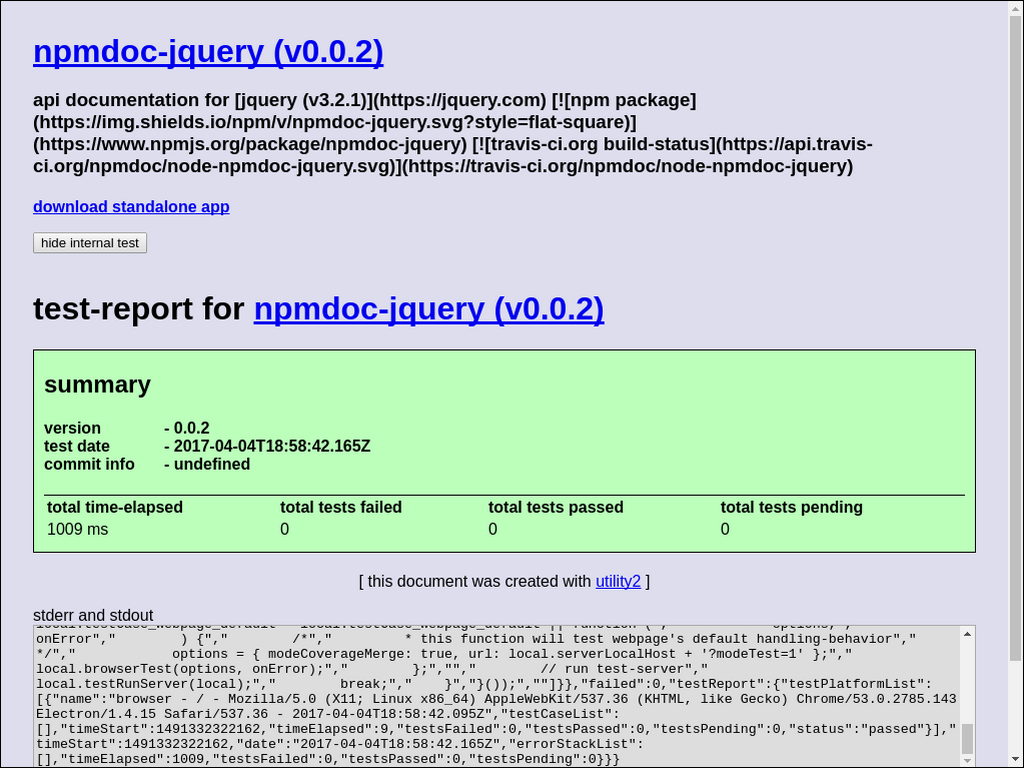 npmdoc-jquery (v0.0.2)
api documentation for [jquery (v3.2.1)](https://jquery.com) [![npm package]
(https://img.shields.io/npm/v/npmdoc-jquery.svg?style=flat-square)]
(https://www.npmjs.org/package/npmdoc-jquery) [![travis-ci.org build-status](https://api.travis-
ci.org/npmdoc/node-npmdoc-jquery.svg)](https://travis-ci.org/npmdoc/node-npmdoc-jquery)
download standalone app
hide internal test
test-report for npmdoc-jquery (v0.0.2)
summary
version - 0.0.2
test date - 2017-04-04T18:58:42.165Z
commit info - undefined
total time-elapsed total tests failed total tests passed total tests pending
1009 ms 0 0 0
[ this document was created with utility2 ]
stderr and stdout
onError"," ) {"," /*"," * this function will test webpage's default handling-behavior","
*/"," options = { modeCoverageMerge: true, url: local.serverLocalHost + '?modeTest=1' };","
local.browserTest(options, onError);"," };",""," // run test-server","
local.testRunServer(local);"," break;"," }","}());",""]}},"failed":0,"testReport":{"testPlatformList":
[{"name":"browser - / - Mozilla/5.0 (X11; Linux x86_64) AppleWebKit/537.36 (KHTML, like Gecko) Chrome/53.0.2785.143
Electron/1.4.15 Safari/537.36 - 2017-04-04T18:58:42.095Z","testCaseList":
[],"timeStart":1491332322162,"timeElapsed":9,"testsFailed":0,"testsPassed":0,"testsPending":0,"status":"passed"}],"
timeStart":1491332322162,"date":"2017-04-04T18:58:42.165Z","errorStackList":
[],"timeElapsed":1009,"testsFailed":0,"testsPassed":0,"testsPending":0}}}